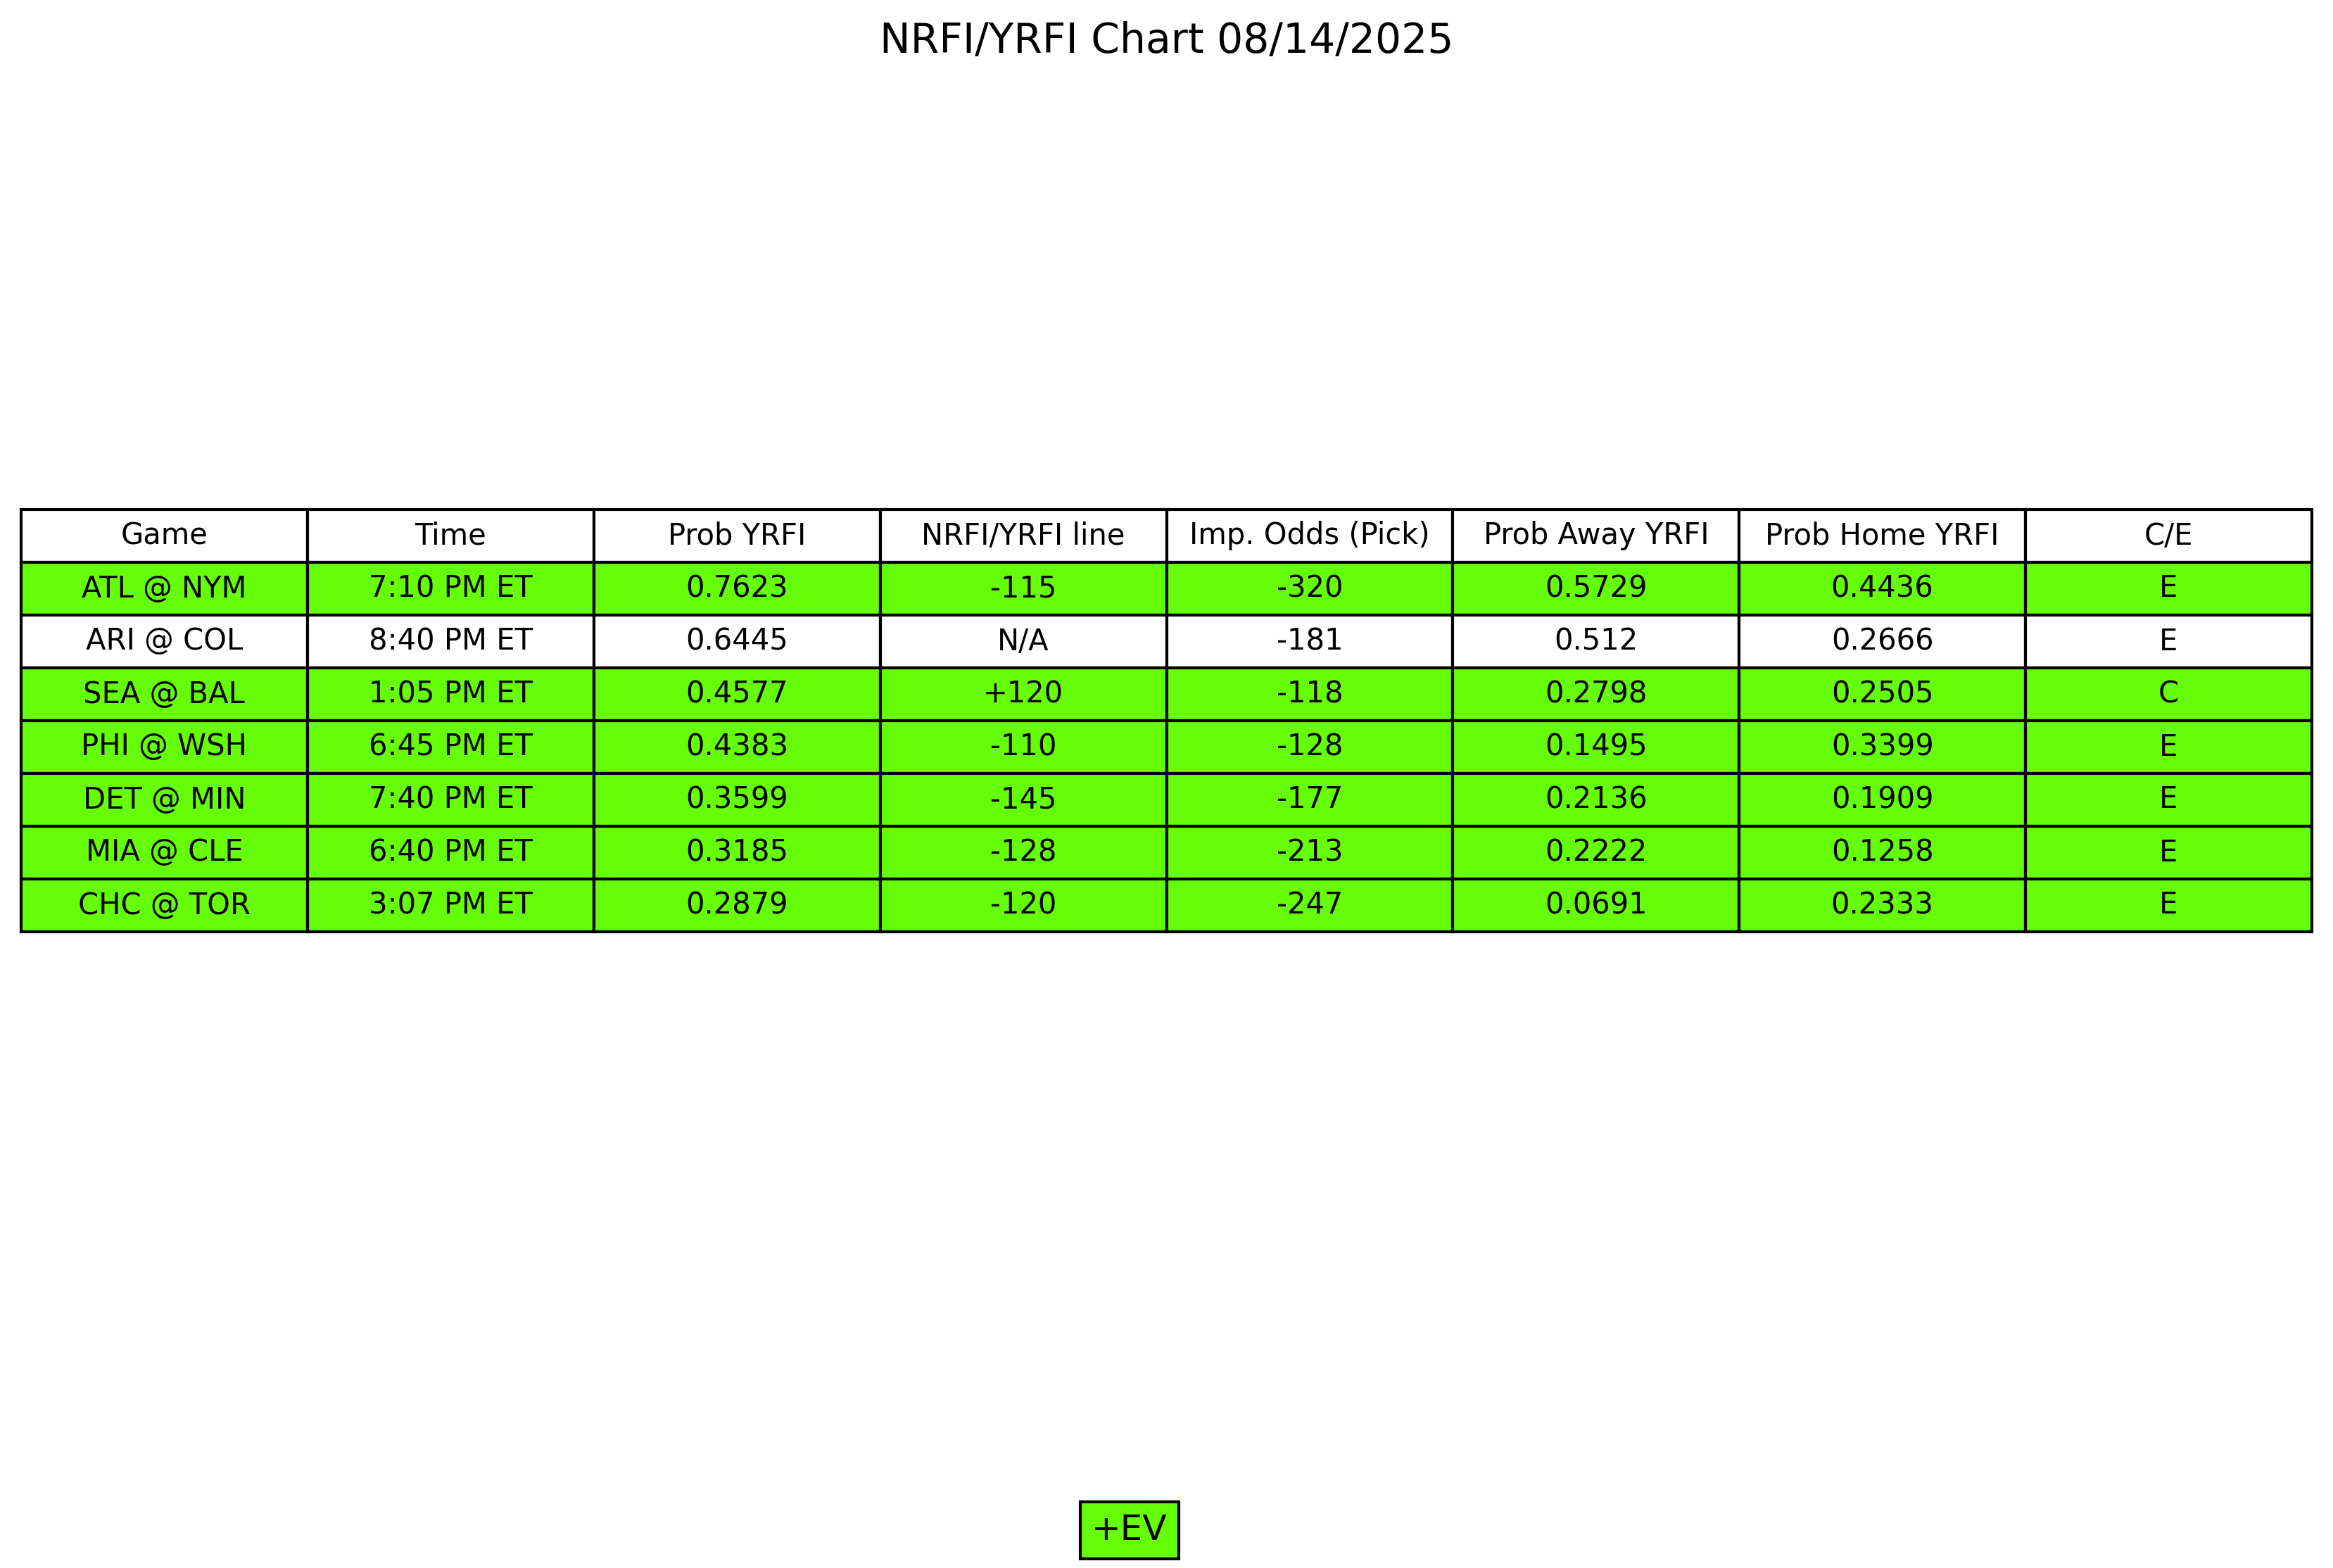 NRFI/YRFI Chart 08/14/2025
Game Time Prob YRFI NRFI/YRFI line Imp. Odds (Pick) Prob Away YRFI Prob Home YRFI C/E
ATL @ NYM 7:10 PM ET 0.7623 -115 -320 0.5729 0.4436 E
ARI @ COL 8:40 PM ET 0.6445 N/A -181 0.512 0.2666 E
SEA @ BAL 1:05 PM ET 0.4577 +120 -118 0.2798 0.2505 C
PHI @ WSH 6:45 PM ET 0.4383 -110 -128 0.1495 0.3399 E
DET @ MIN 7:40 PM ET 0.3599 -145 -177 0.2136 0.1909 E
MIA @ CLE 6:40 PM ET 0.3185 -128 -213 0.2222 0.1258 E
CHC @ TOR 3:07 PM ET 0.2879 -120 -247 0.0691 0.2333 E
+EV